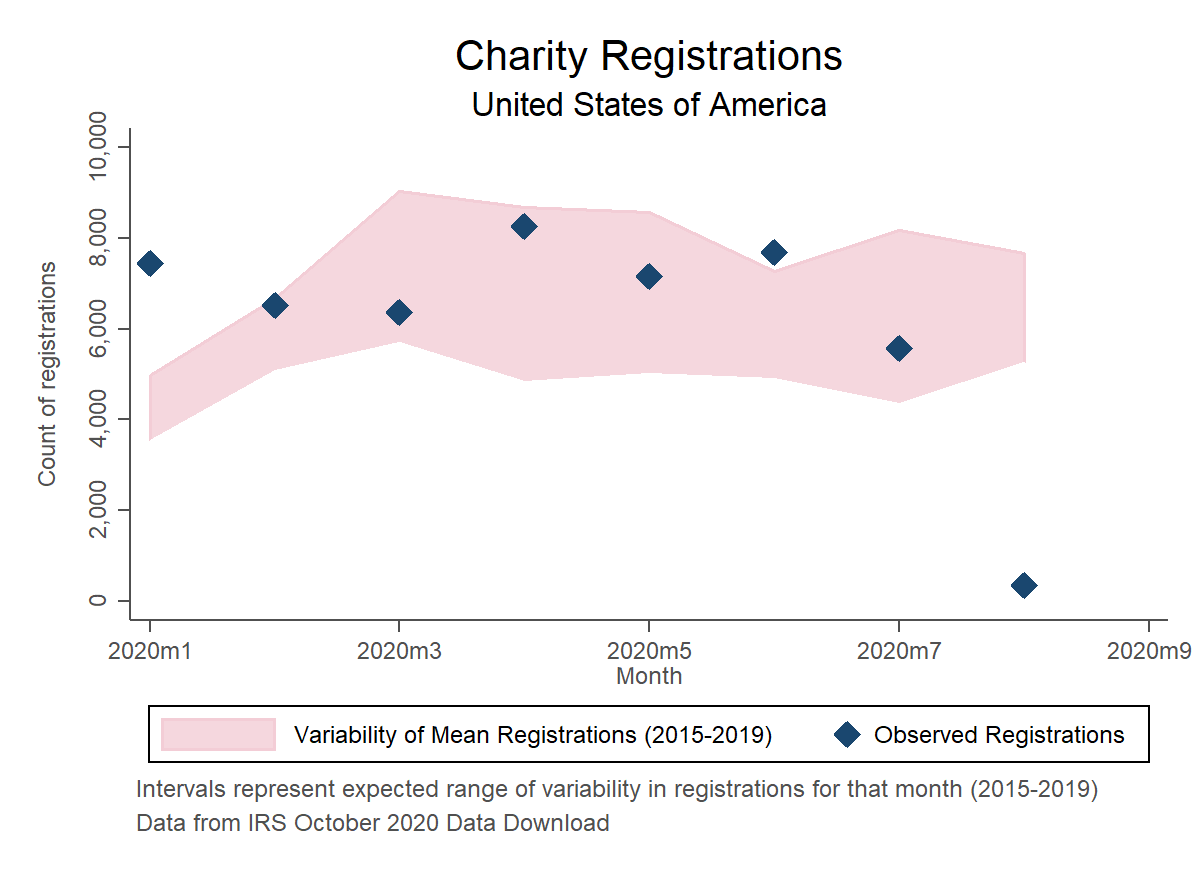 Charity Registrations
United States of America
Count of registrations
10,000
8,000
6,000
4,000
2,000
0
2020m1 2020m3 2020m5 2020m7 2020m9
Month
Variability of Mean Registrations (2015-2019) Observed Registrations
Intervals represent expected range of variability in registrations for that month (2015-2019)
Data from IRS October 2020 Data Download